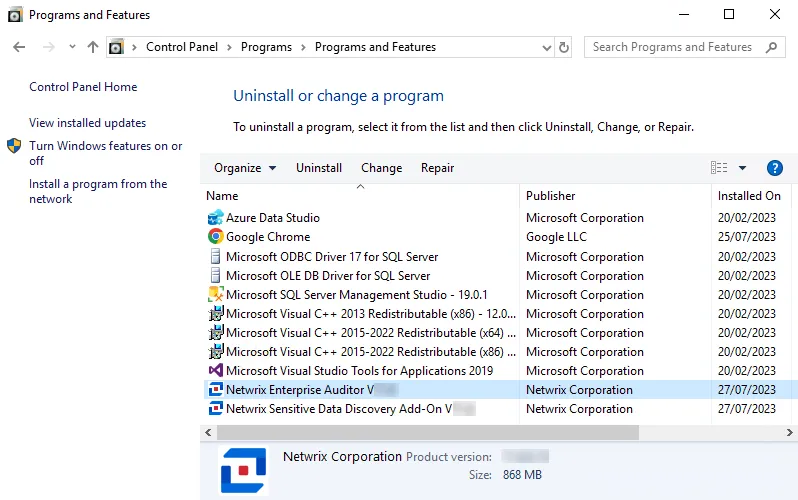 Programs and Features
Control Panel > Programs > Programs and Features
Search Programs and Features
Control Panel Home
View installed updates
Turn Windows features on or
off
Install a program from the
network
Uninstall or change a program
To uninstall a program, select it from the list and then click Uninstall, Change, or Repair.
Organize Uninstall Change Repair ?
Name Publisher Installed On
Azure Data Studio Microsoft Corporation 20/02/2023
Google Chrome Google LLC 25/07/2023
Microsoft ODBC Driver 17 for SQL Server Microsoft Corporation 20/02/2023
Microsoft OLE DB Driver for SQL Server Microsoft Corporation 20/02/2023
Microsoft SQL Server Management Studio - 19.0.1 Microsoft Corporation 20/02/2023
Microsoft Visual C++ 2013 Redistributable (x86) - 12.0... Microsoft Corporation 20/02/2023
Microsoft Visual C++ 2015-2022 Redistributable (x64) ... Microsoft Corporation 20/02/2023
Microsoft Visual C++ 2015-2022 Redistributable (x86) ... Microsoft Corporation 20/02/2023
Microsoft Visual Studio Tools for Applications 2019 Microsoft Corporation 20/02/2023
Netwrix Enterprise Auditor V Netwrix Corporation 27/07/2023
Netwrix Sensitive Data Discovery Add-On V Netwrix Corporation 27/07/2023
Netwrix Corporation Product version:
Size: 868 MB